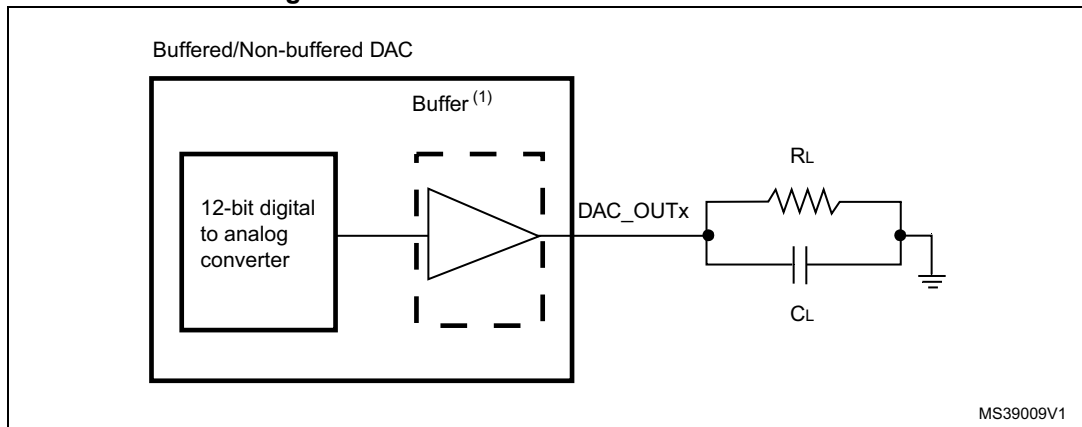 Buffered/Non-buffered DAC
Buffer (1)
12-bit digital
to analog
converter
DAC_OUTx
RL
CL
MS39009V1